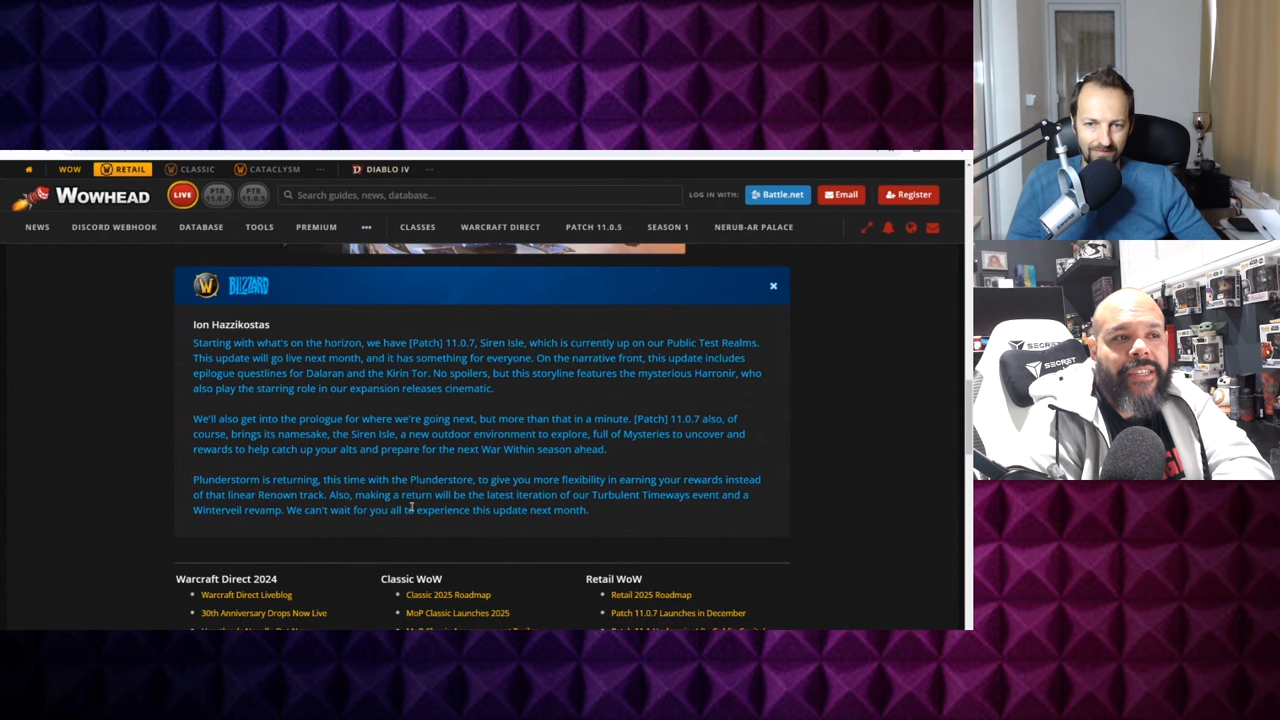 WOW
RETAIL
CLASSIC
CATACLYSM
...
DIABLO IV
...
WOWHEAD
LIVE
PTR
11.0.7
PTR
Search guides, news, database...
LOG IN WITH:
Battle.net
Email
Register
NEWS
DISCORD WEBHOOK
DATABASE
TOOLS
PREMIUM
•••
CLASSES
WARCRAFT DIRECT
PATCH 11.0.5
SEASON 1
NERUB-AR PALACE
BLIZZARD
Ion Hazzikostas
Starting with what's on the horizon, we have [Patch] 11.0.7, Siren Isle, which is currently up on our Public Test Realms.
This update will go live next month, and it has something for everyone. On the narrative front, this update includes
epilogue questlines for Dalaran and the Kirin Tor. No spoilers, but this storyline features the mysterious Harronir, who
also play the starring role in our expansion releases cinematic.
We'll also get into the prologue for where we're going next, but more than that in a minute. [Patch] 11.0.7 also, of
course, brings its namesake, the Siren Isle, a new outdoor environment to explore, full of Mysteries to uncover and
rewards to help catch up your alts and prepare for the next War Within season ahead.
Plunderstorm is returning, this time with the Plunderstore, to give you more flexibility in earning your rewards instead
of that linear Renown track. Also, making a return will be the latest iteration of our Turbulent Timeways event and a
Winterveil revamp. We can't wait for you all to experience this update next month.
Warcraft Direct 2024
Warcraft Direct Liveblog
30th Anniversary Drops Now Live
Classic WoW
Classic 2025 Roadmap
MoP Classic Launches 2025
Retail WoW
Retail 2025 Roadmap
Patch 11.0.7 Launches in December
SECRET
SECRET